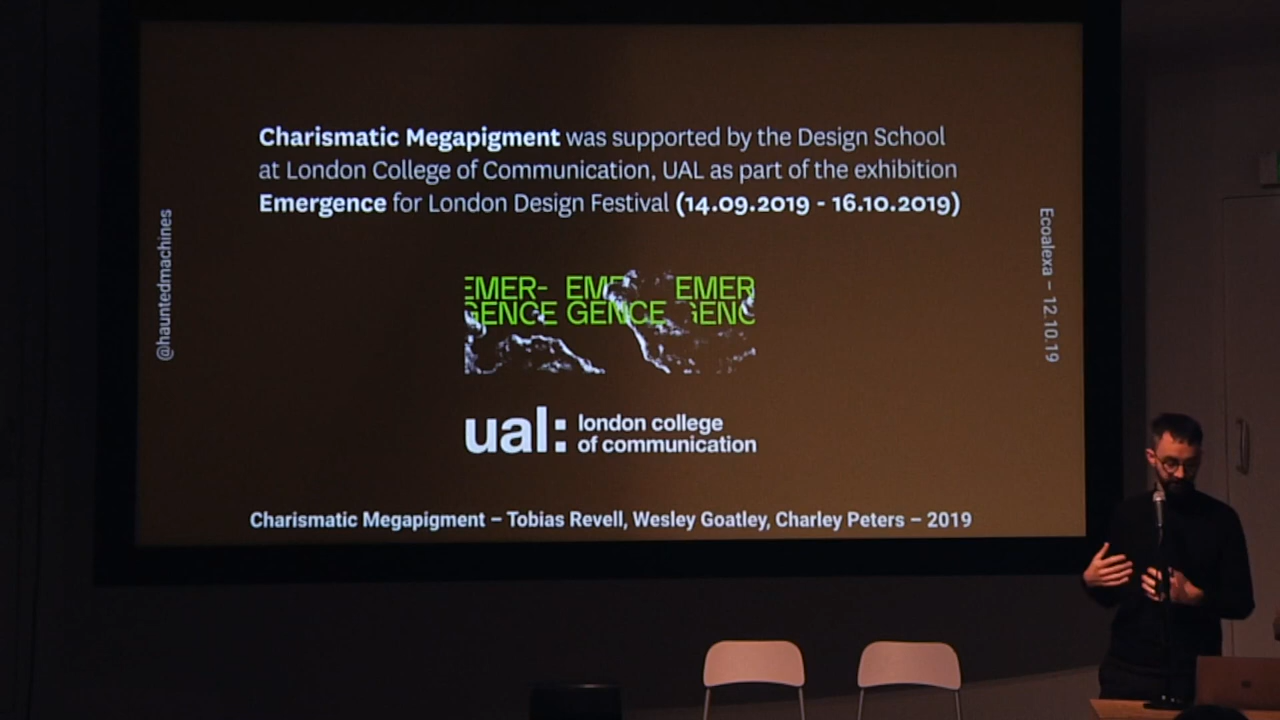 Charismatic Megapigment was supported by the Design School
at London College of Communication, UAL as part of the exhibition
Emergence for London Design Festival (14.09.2019 - 16.10.2019)
@hauntedmachines
Ecoalexa – 12.10.19
EMER- EME EMER
GENCE GENCE GENC
ual: london college
of communication
Charismatic Megapigment – Tobias Revell, Wesley Goatley, Charley Peters – 2019